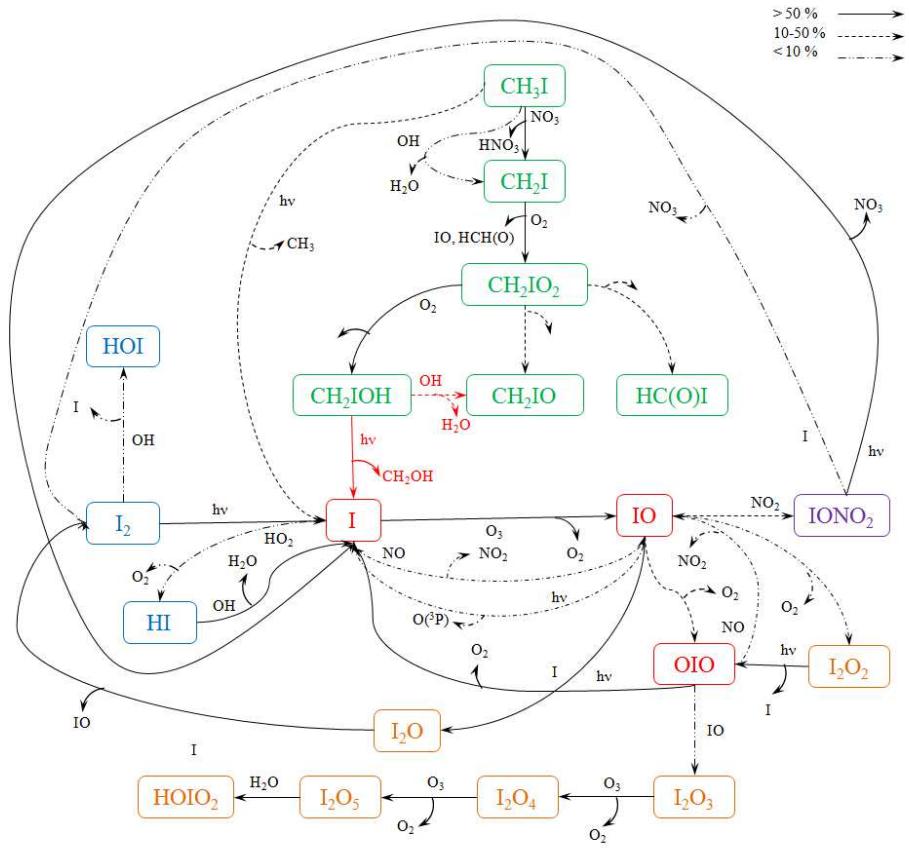 > 50 %
10-50 %
< 10 %
CH₃I
NO₃
OH
HNO₃
H₂O
CH₂I
hν
NO₃
NO₃
O₂
IO, HCH(O)
CH₃
CH₂IO₂
O₂
HOI
CH₂IOH
OH
CH₂IO
HC(O)I
H₂O
I
OH
hν
I
hν
CH₂OH
I₂
hν
I
O₃
IO
NO₂
IONO₂
HO₂
NO
NO₂
O₂
NO₂
H₂O
O₂
hν
O₂
O₂
HI
OH
O(³P)
NO
O₂
OIO
hν
I₂O₂
I
hν
I
IO
I₂O
IO
I
HOIO₂
H₂O
I₂O₅
O₃
I₂O₄
O₃
I₂O₃
O₂
O₂